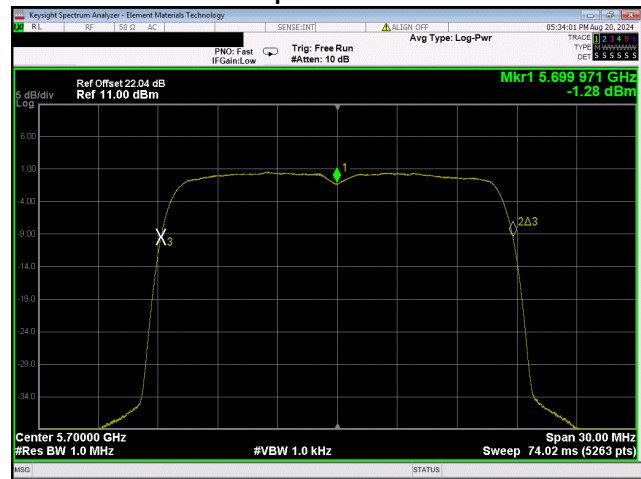 Keysight Spectrum Analyzer - Element Materials Technology
LXI RL RF 50 Ω AC SENSE:INT ALIGN OFF 05:34:01 PM Aug 20, 2024
Avg Type: Log-Pwr TRACE 1 2 3 4 5 6
PNO: Fast Trig: Free Run TYPE M W W W W W
IFGain:Low #Atten: 10 dB DET S S S S S S
Mkr1 5.699 971 GHz
Ref Offset 22.04 dB
5 dB/div Ref 11.00 dBm -1.28 dBm
Log
6.00
1
1.00
-4.00
2Δ3
-9.00
3
-14.0
-19.0
-24.0
-29.0
-34.0
Center 5.70000 GHz Span 30.00 MHz
#Res BW 1.0 MHz #VBW 1.0 kHz Sweep 74.02 ms (5263 pts)
MSG STATUS